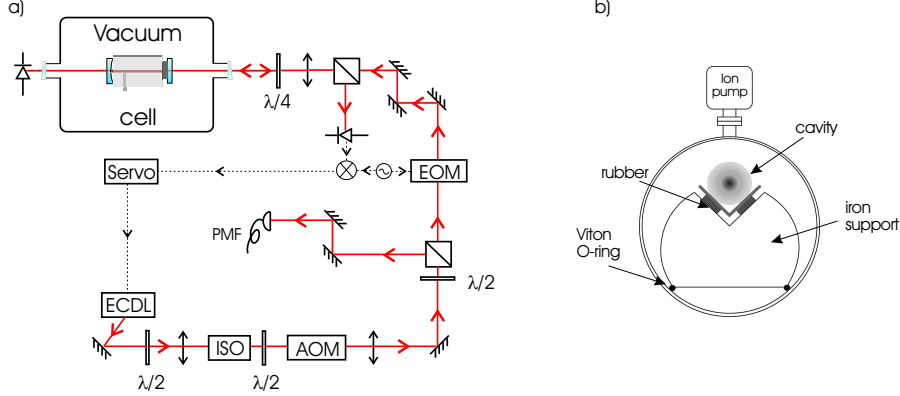 a)
Vacuum
cell
λ/4
Servo
EOM
PMF
λ/2
ECDL
ISO
AOM
λ/2
λ/2
b)
Ion
pump
cavity
rubber
iron
support
Viton
O-ring